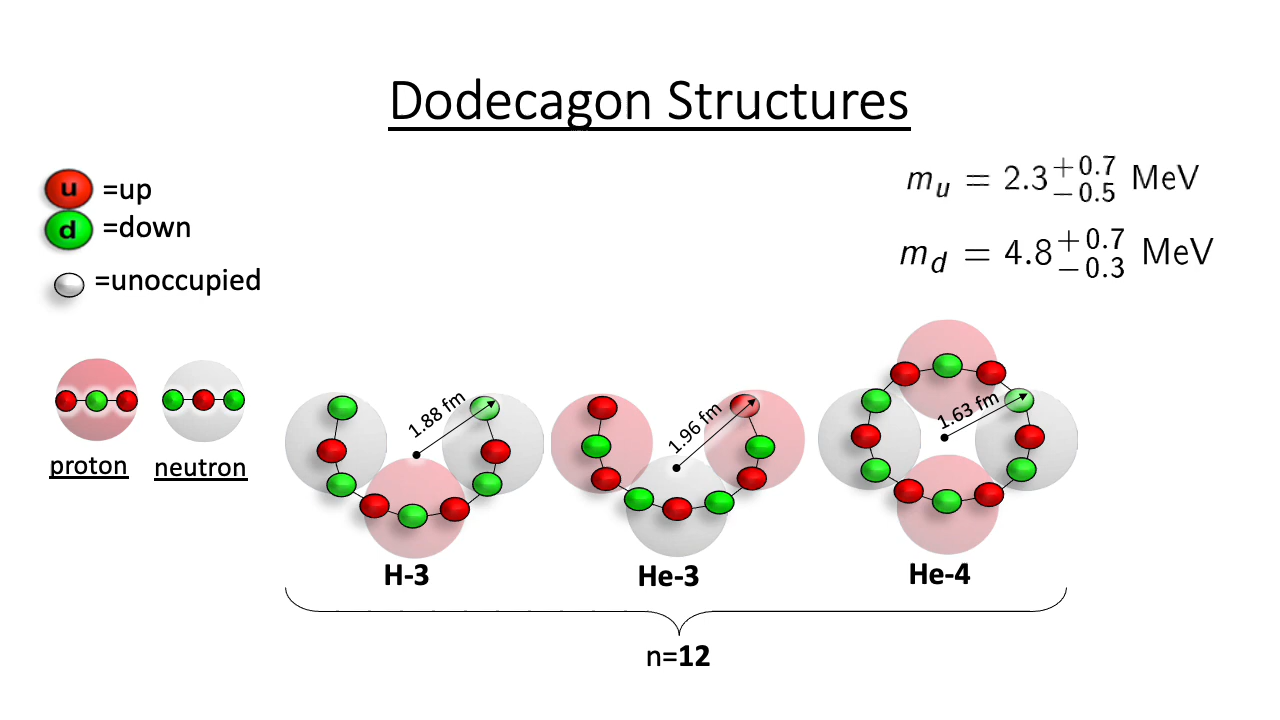 Dodecagon Structures
u =up
d =down
=unoccupied
m_u = 2.3^{+0.7}_{-0.5} MeV
m_d = 4.8^{+0.7}_{-0.3} MeV
proton
neutron
1.88 fm
1.96 fm
1.63 fm
H-3
He-3
He-4
n=12